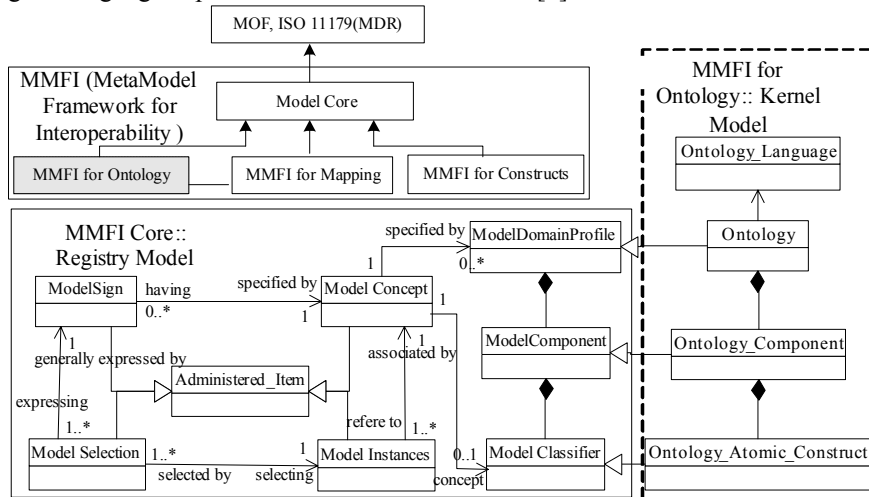 MOF, ISO 11179(MDR)
MMFI (MetaModel
Framework for
Interoperability )
Model Core
MMFI for Ontology
MMFI for Mapping
MMFI for Constructs
MMFI for
Ontology:: Kernel
Model
Ontology_Language
Ontology
Ontology_Component
Ontology_Atomic_Construct
MMFI Core::
Registry Model
specified by
ModelDomainProfile
1
0..*
ModelSign
having
0..*
specified by
1
Model Concept
1
ModelComponent
1
generally expressed by
1
associated by
Administered_Item
expressing
refere to
1..*
1..*
Model Selection
1..*
selected by
1
selecting
Model Instances
0..1
concept
Model Classifier